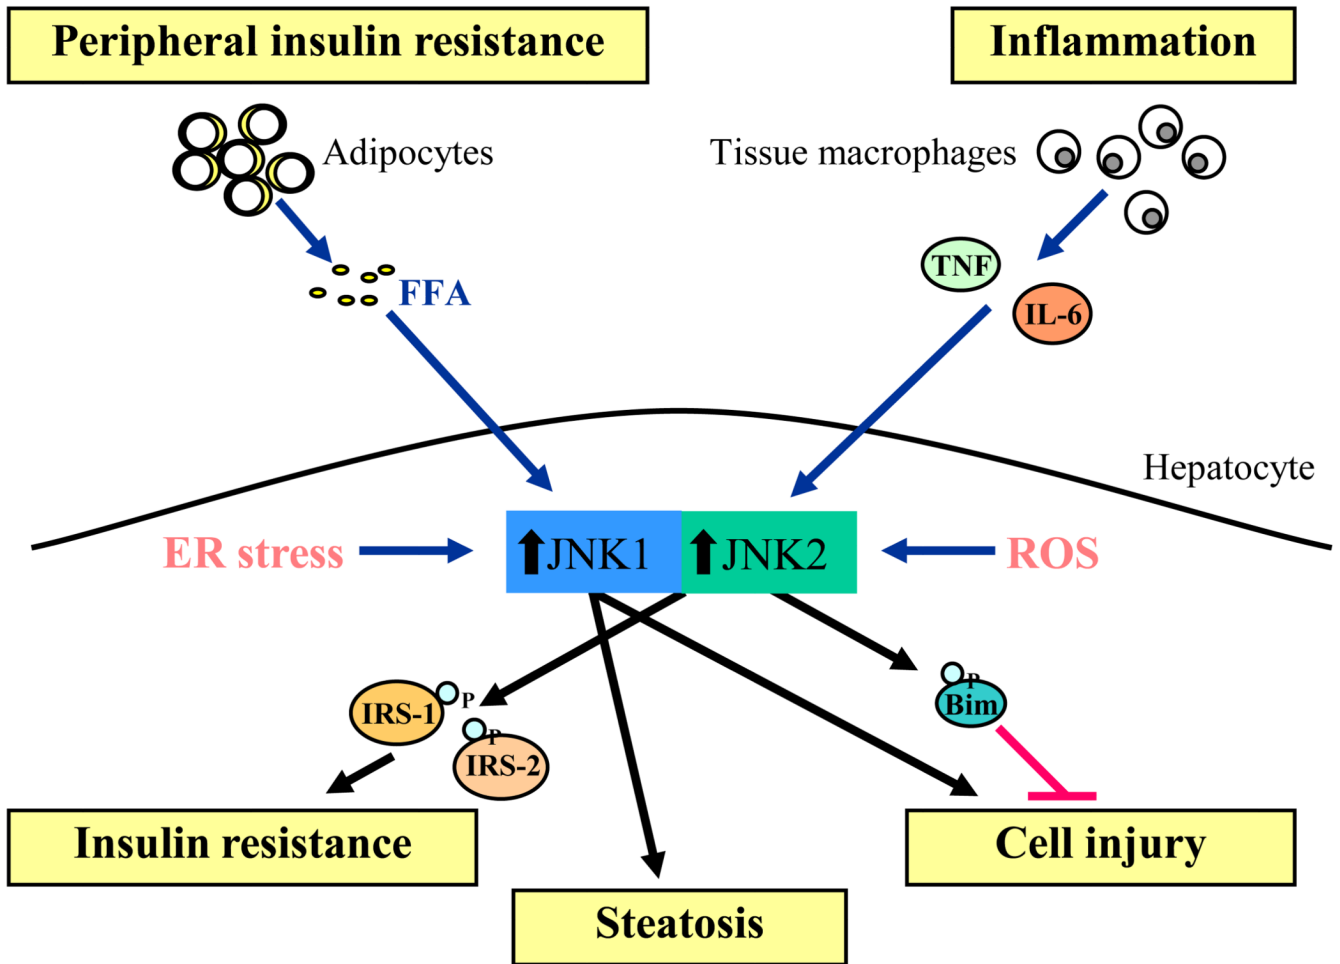 Peripheral insulin resistance
Inflammation
Adipocytes
Tissue macrophages
TNF
FFA
IL-6
Hepatocyte
ER stress
JNK1
JNK2
ROS
P
Bim
IRS-1
P
P
IRS-2
Insulin resistance
Cell injury
Steatosis